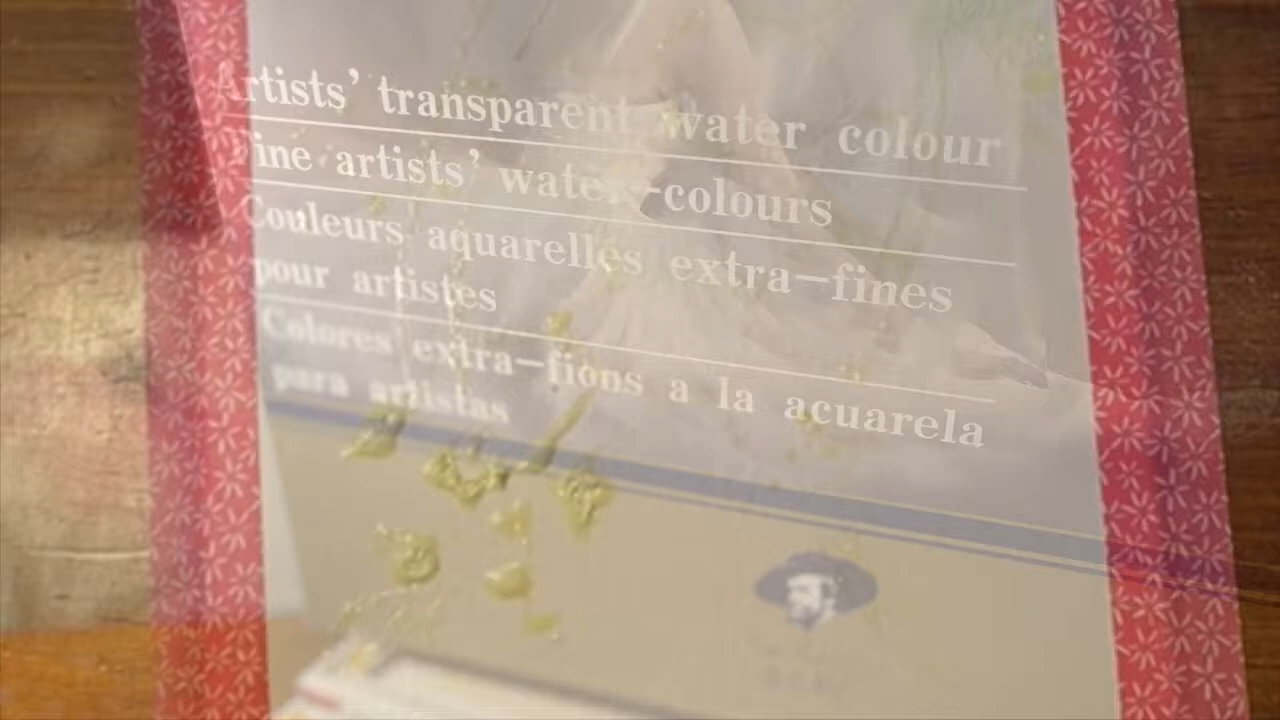 Artists' transparent water colour
Fine artists' water-colours
Couleurs aquarelles extra-fines
pour artistes
Colores extra-fions a la acuarela
para artistas